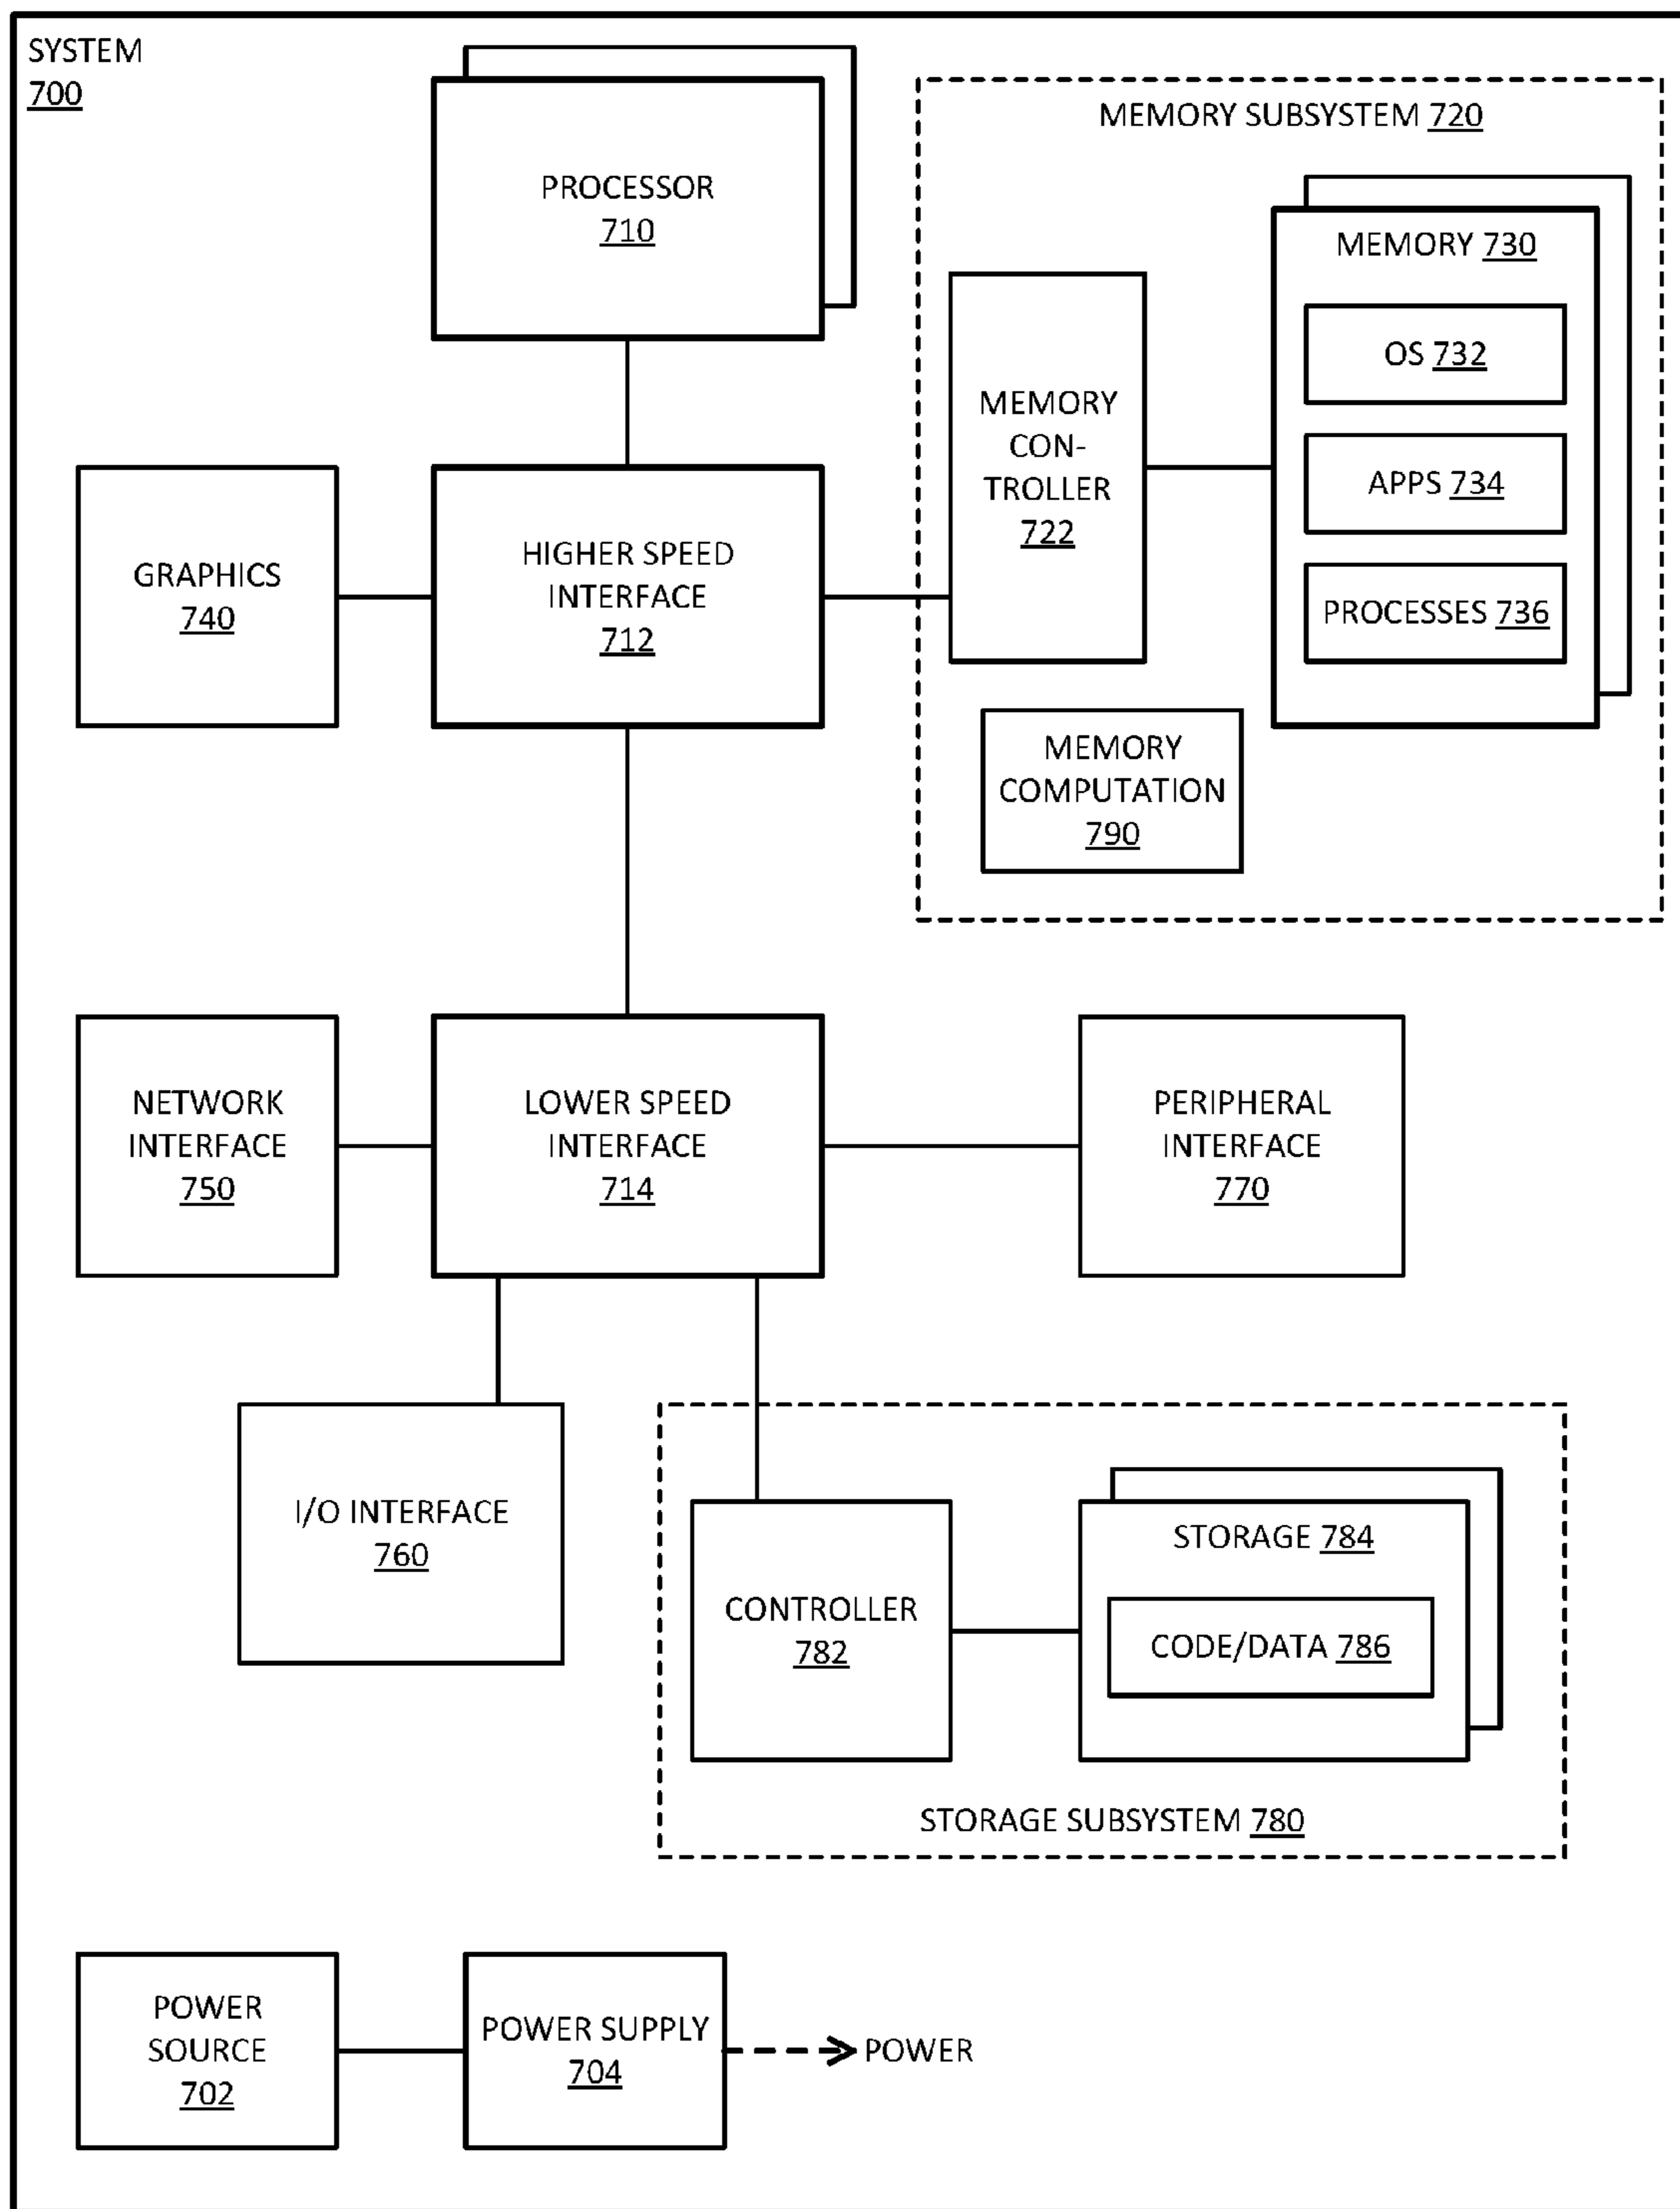 SYSTEM
700
PROCESSOR
710
MEMORY SUBSYSTEM 720
MEMORY 730
OS 732
APPS 734
PROCESSES 736
MEMORY
CON-
TROLLER
722
GRAPHICS
740
HIGHER SPEED
INTERFACE
712
MEMORY
COMPUTATION
790
NETWORK
INTERFACE
750
LOWER SPEED
INTERFACE
714
PERIPHERAL
INTERFACE
770
I/O INTERFACE
760
CONTROLLER
782
STORAGE 784
CODE/DATA 786
STORAGE SUBSYSTEM 780
POWER
SOURCE
702
POWER SUPPLY
704
POWER